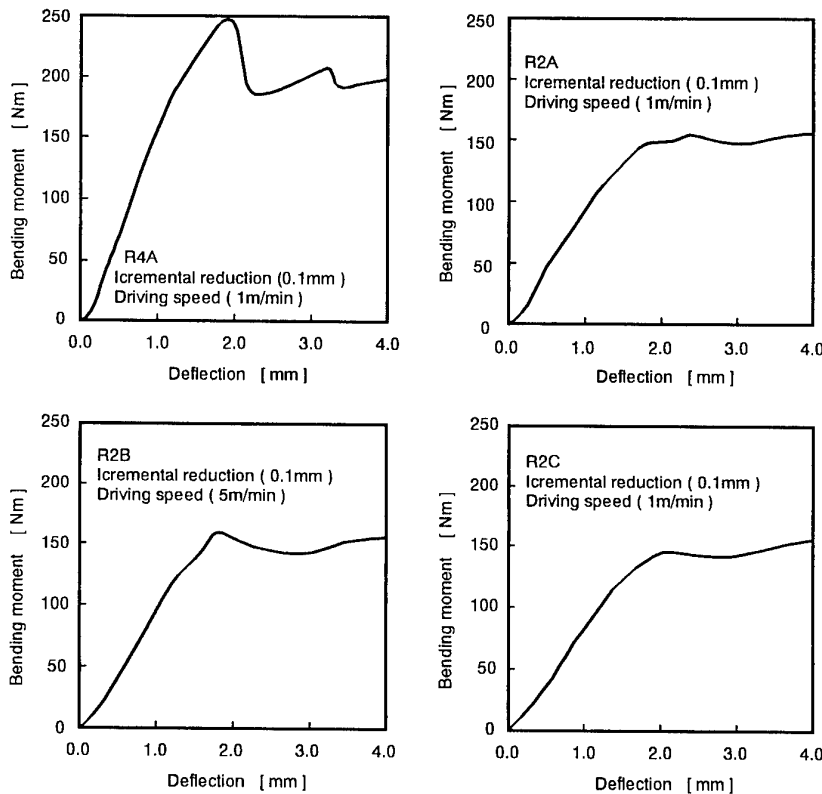 250
200
150
100
50
0
Bending moment [ Nm]
R4A
Icremental reduction (0.1mm )
Driving speed ( 1m/min )
0.0 1.0 2.0 3.0 4.0
Deflection [ mm ]
250
200
150
100
50
0
Bending moment [ Nm]
R2A
Icremental reduction ( 0.1mm )
Driving speed ( 1m/min )
0.0 1.0 2.0 3.0 4.0
Deflection [ mm ]
250
200
150
100
50
0
Bending moment [ Nm]
R2B
Icremental reduction ( 0.1mm )
Driving speed ( 5m/min )
0.0 1.0 2.0 3.0 4.0
Deflection [ mm ]
250
200
150
100
50
0
Bending moment [ Nm]
R2C
Icremental reduction ( 0.1mm )
Driving speed ( 1m/min )
0.0 1.0 2.0 3.0 4.0
Deflection [ mm ]